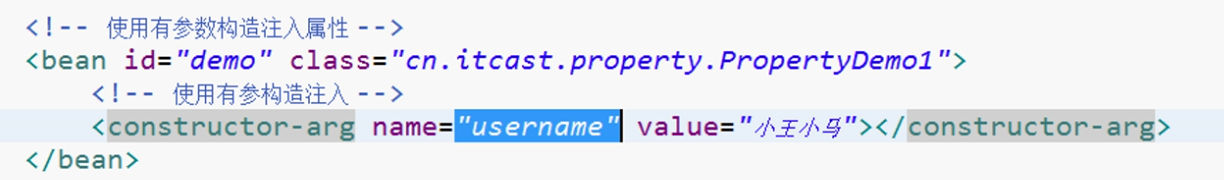 <!-- 使用有参数构造注入属性 -->
<bean id="demo" class="cn.itcast.property.PropertyDemo1">
<!-- 使用有参构造注入 -->
<constructor-arg name="username" value="小王小马"></constructor-arg>
</bean>